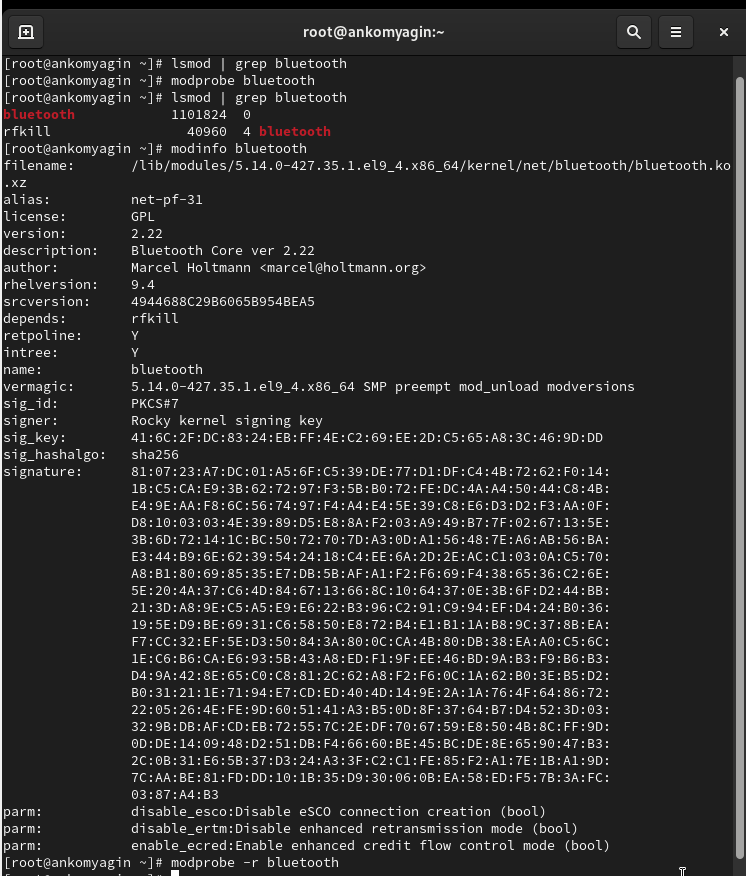 root@ankomyagin:~
[root@ankomyagin ~]# lsmod | grep bluetooth
[root@ankomyagin ~]# modprobe bluetooth
[root@ankomyagin ~]# lsmod | grep bluetooth
bluetooth            1101824  0
rfkill                 40960  4 bluetooth
[root@ankomyagin ~]# modinfo bluetooth
filename:       /lib/modules/5.14.0-427.35.1.el9_4.x86_64/kernel/net/bluetooth/bluetooth.ko
.xz
alias:          net-pf-31
license:        GPL
version:        2.22
description:    Bluetooth Core ver 2.22
author:         Marcel Holtmann <marcel@holtmann.org>
rhelversion:    9.4
srcversion:     4944688C29B6065B954BEA5
depends:        rfkill
retpoline:      Y
intree:         Y
name:           bluetooth
vermagic:       5.14.0-427.35.1.el9_4.x86_64 SMP preempt mod_unload modversions
sig_id:         PKCS#7
signer:         Rocky kernel signing key
sig_key:        41:6C:2F:DC:83:24:EB:FF:4E:C2:69:EE:2D:C5:65:A8:3C:46:9D:DD
sig_hashalgo:   sha256
signature:      81:07:23:A7:DC:01:A5:6F:C5:39:DE:77:D1:DF:C4:4B:72:62:F0:14:
                1B:C5:CA:E9:3B:62:72:97:F3:5B:B0:72:FE:DC:4A:A4:50:44:C8:4B:
                E4:9E:AA:F8:6C:56:74:97:F4:A4:E4:5E:39:C8:E6:D3:D2:F3:AA:0F:
                D8:10:03:03:4E:39:89:D5:E8:8A:F2:03:A9:49:B7:7F:02:67:13:5E:
                3B:6D:72:14:1C:BC:50:72:70:7D:A3:0D:A1:56:48:7E:A6:AB:56:BA:
                E3:44:B9:6E:62:39:54:24:18:C4:EE:6A:2D:2E:AC:C1:03:0A:C5:70:
                A8:B1:80:69:85:35:E7:DB:5B:AF:A1:F2:F6:69:F4:38:65:36:C2:6E:
                5E:20:4A:37:C6:4D:84:67:13:66:8C:10:64:37:0E:3B:6F:D2:44:BB:
                21:3D:A8:9E:C5:A5:E9:E6:22:B3:96:C2:91:C9:94:EF:D4:24:B0:36:
                19:5E:D9:BE:69:31:C6:58:50:E8:72:B4:E1:B1:1A:B8:9C:37:8B:EA:
                F7:CC:32:EF:5E:D3:50:84:3A:80:0C:CA:4B:80:DB:38:EA:A0:C5:6C:
                1E:C6:B6:CA:E6:93:5B:43:A8:ED:F1:9F:EE:46:BD:9A:B3:F9:B6:B3:
                D4:9A:42:8E:65:C0:C8:81:2C:62:A8:F2:F6:0C:1A:62:B0:3E:B5:D2:
                B0:31:21:1E:71:94:E7:CD:ED:40:4D:14:9E:2A:1A:76:4F:64:86:72:
                22:05:26:4E:FE:9D:60:51:41:A3:B5:0D:8F:37:64:B7:D4:52:3D:03:
                32:9B:DB:AF:CD:EB:72:55:7C:2E:DF:70:67:59:E8:50:4B:8C:FF:9D:
                0D:DE:14:09:48:D2:51:DB:F4:66:60:BE:45:BC:DE:8E:65:90:47:B3:
                2C:0B:31:E6:5B:37:D3:24:A3:3F:C2:C1:FE:85:F2:A1:7E:1B:A1:9D:
                7C:AA:BE:81:FD:DD:10:1B:35:D9:30:06:0B:EA:58:ED:F5:7B:3A:FC:
                03:87:A4:B3
parm:           disable_esco:Disable eSCO connection creation (bool)
parm:           disable_ertm:Disable enhanced retransmission mode (bool)
parm:           enable_ecred:Enable enhanced credit flow control mode (bool)
[root@ankomyagin ~]# modprobe -r bluetooth
[root@ankomyagin ~]#